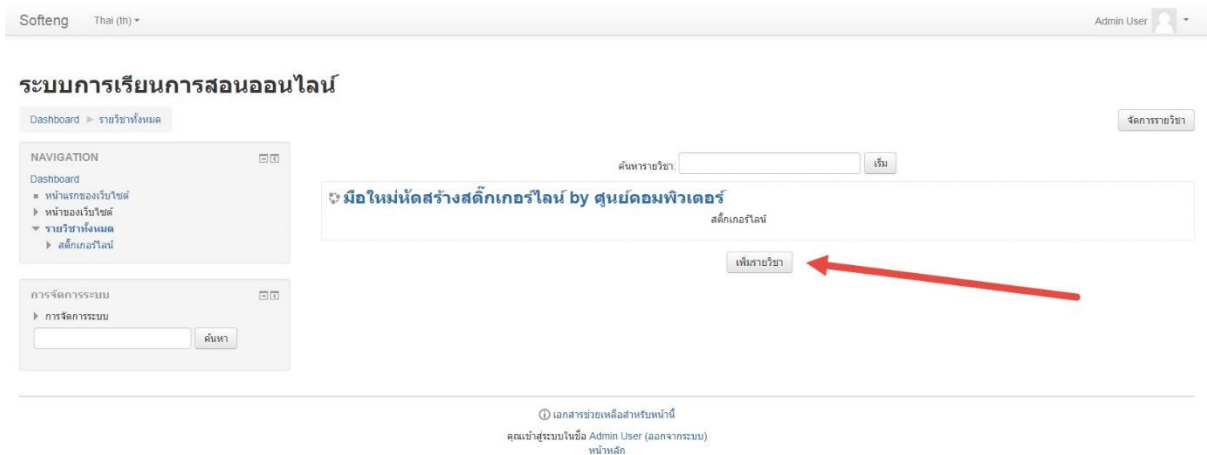 Softeng Thai (th) Admin User
ระบบการเรียนการสอนออนไลน์
Dashboard รายวิชาทั้งหมด จัดการรายวิชา
NAVIGATION
Dashboard
หน้าแรกของเว็บไซต์
หน้าของเว็บไซต์
รายวิชาทั้งหมด
สติ๊กเกอร์ไลน์
การจัดการระบบ
การจัดการระบบ
ค้นหา
ค้นหารายวิชา: เริ่ม
มือใหม่หัดสร้างสติ๊กเกอร์ไลน์ by ศูนย์คอมพิวเตอร์
สติ๊กเกอร์ไลน์
เพิ่มรายวิชา
เอกสารช่วยเหลือสำหรับหน้านี้
คุณเข้าสู่ระบบในชื่อ Admin User (ออกจากระบบ)
หน้าหลัก